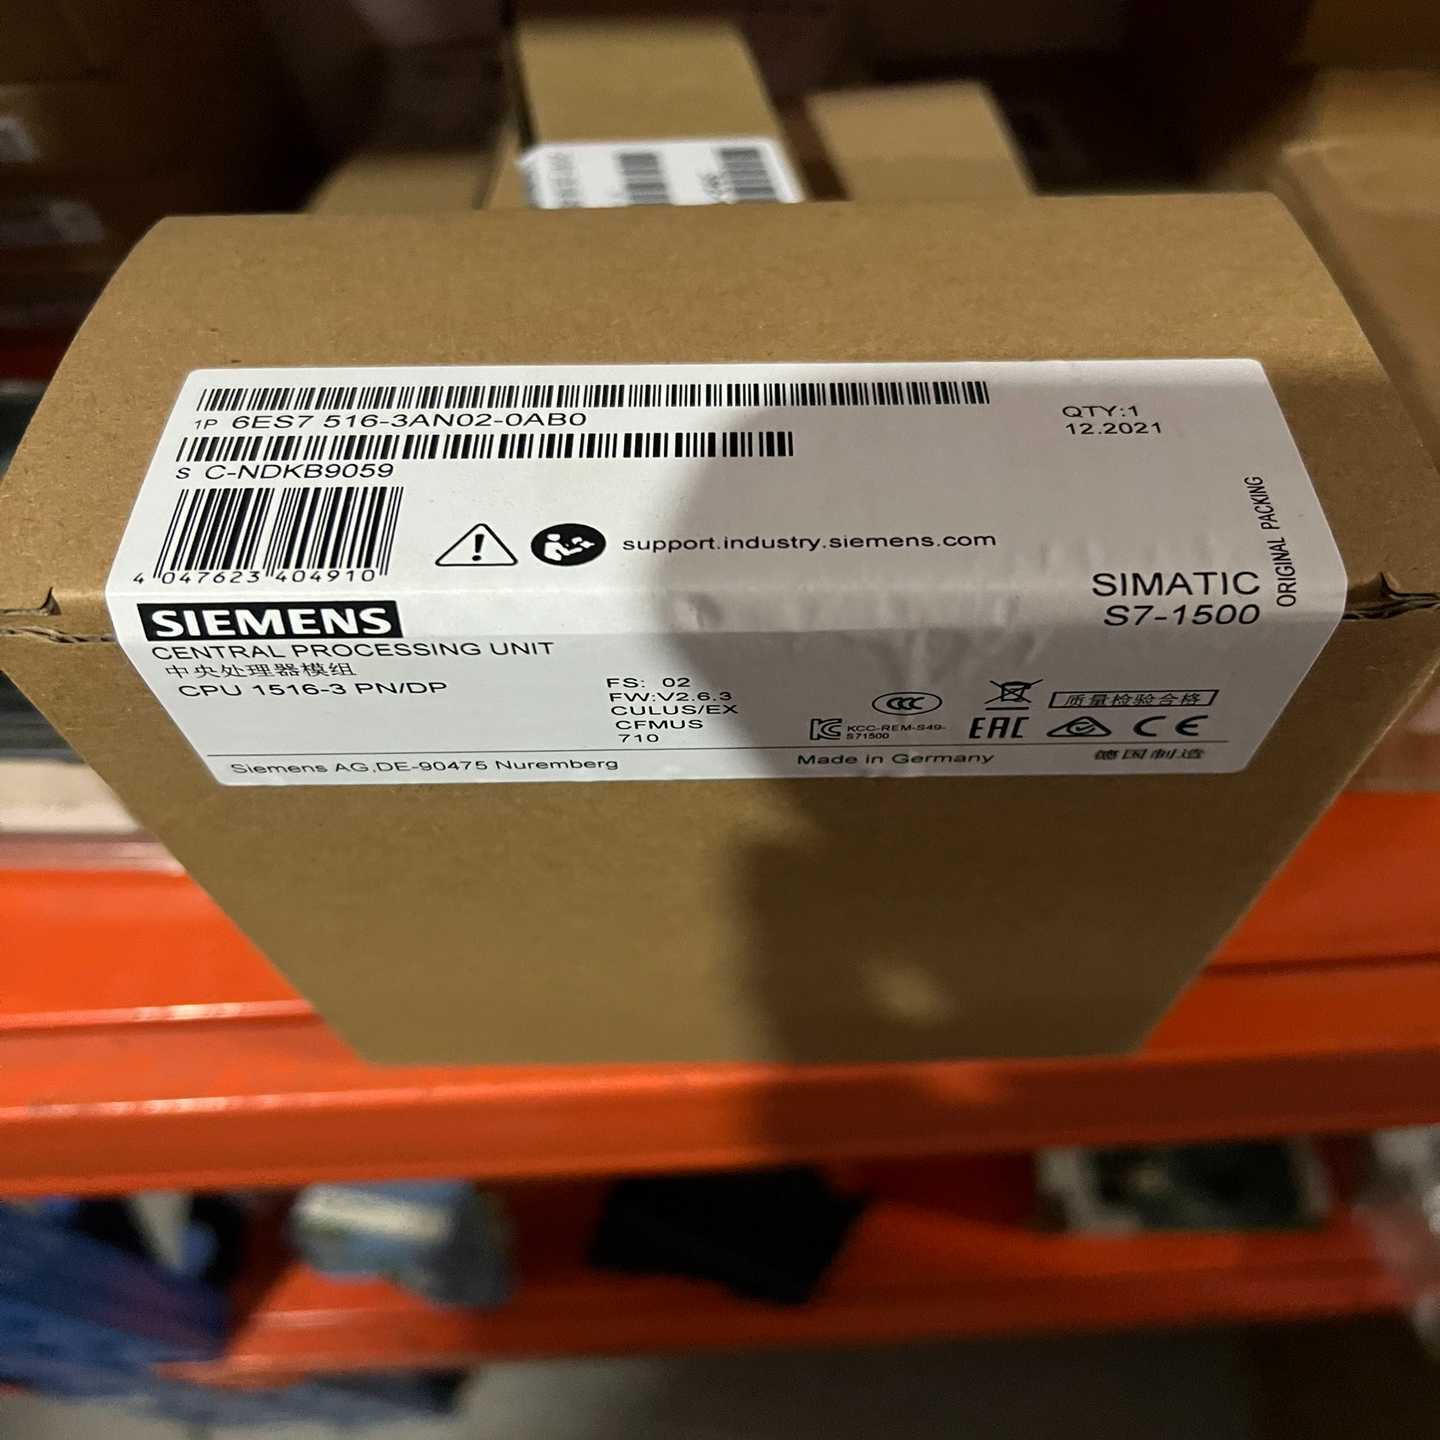 1P 6ES7 516-3AN02-0AB0
QTY:1
12.2021
S C-NDKB9059
4 047623 404910
support.industry.siemens.com
SIMATIC
S7-1500
ORIGINAL PACKING
SIEMENS
CENTRAL PROCESSING UNIT
中央处理器模组
CPU 1516-3 PN/DP
FS: 02
FW:V2.6.3
CULUS/EX
CFMUS
710
CCC
质量检验合格
KC KCC-REM-S49-
S71500
EAC
CE
Siemens AG,DE-90475 Nuremberg
Made in Germany
德国制造